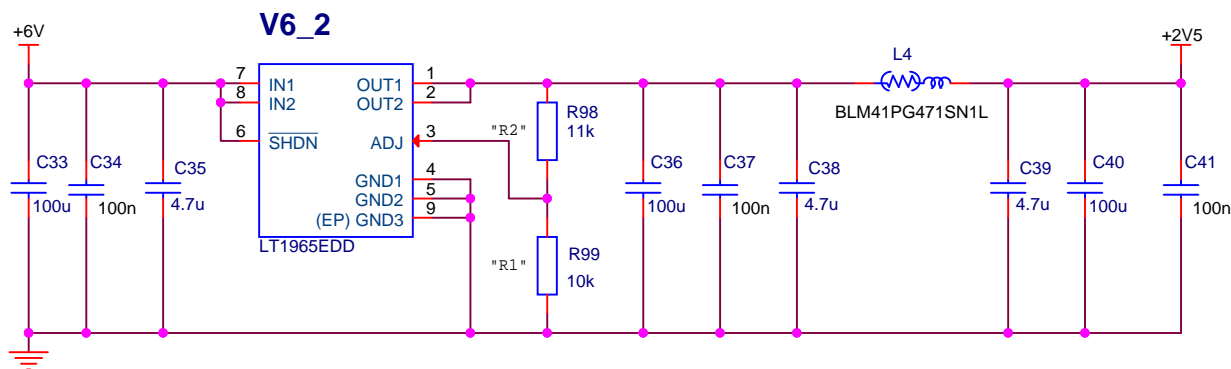 V6_2
+6V
+2V5
7
IN1
OUT1
1
8
IN2
OUT2
2
6
SHDN
ADJ
3
GND1
4
GND2
5
(EP) GND3
9
LT1965EDD
C33
100u
C34
100n
C35
4.7u
"R2"
R98
11k
"R1"
R99
10k
C36
100u
C37
100n
C38
4.7u
L4
BLM41PG471SN1L
C39
4.7u
C40
100u
C41
100n